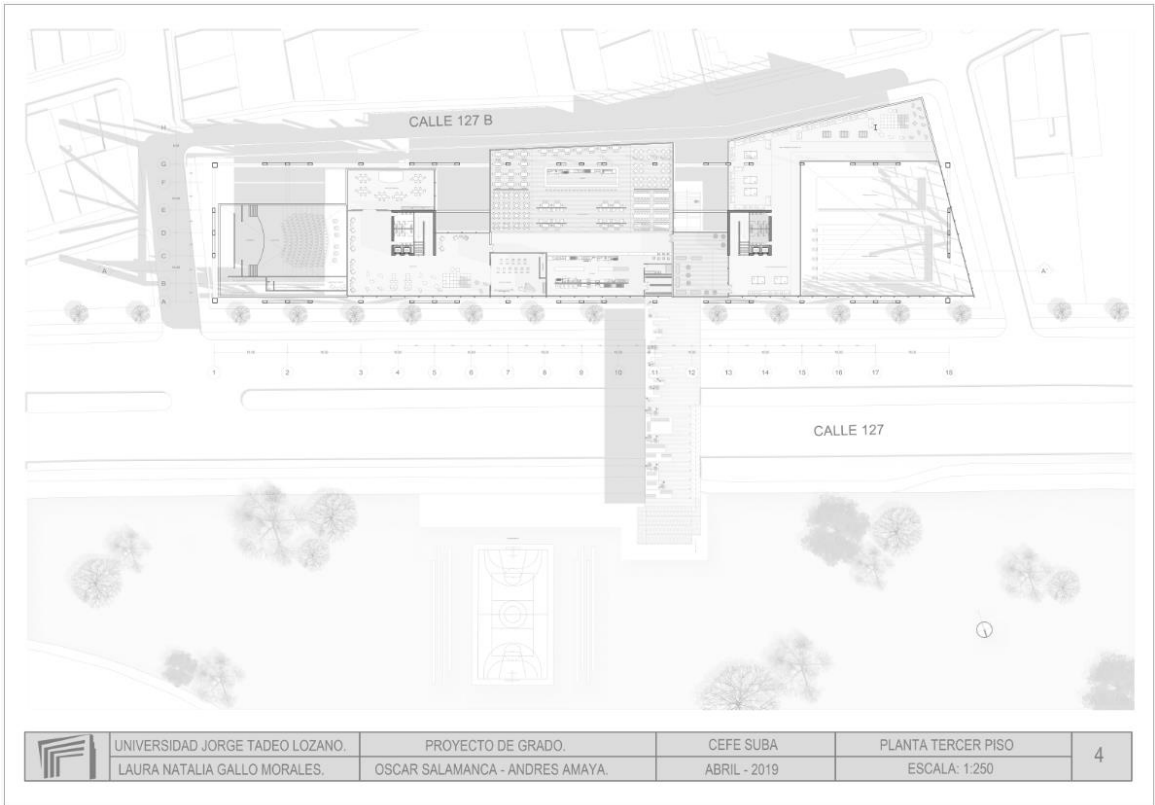 CALLE 127 B
H
G
F
E
D
C
B
A
A
A'
1 2 3 4 5 6 7 8 9 10 11 12 13 14 15 16 17 18
CALLE 127
UNIVERSIDAD JORGE TADEO LOZANO.
PROYECTO DE GRADO.
CEFE SUBA
PLANTA TERCER PISO
4
LAURA NATALIA GALLO MORALES.
OSCAR SALAMANCA - ANDRES AMAYA.
ABRIL - 2019
ESCALA: 1:250